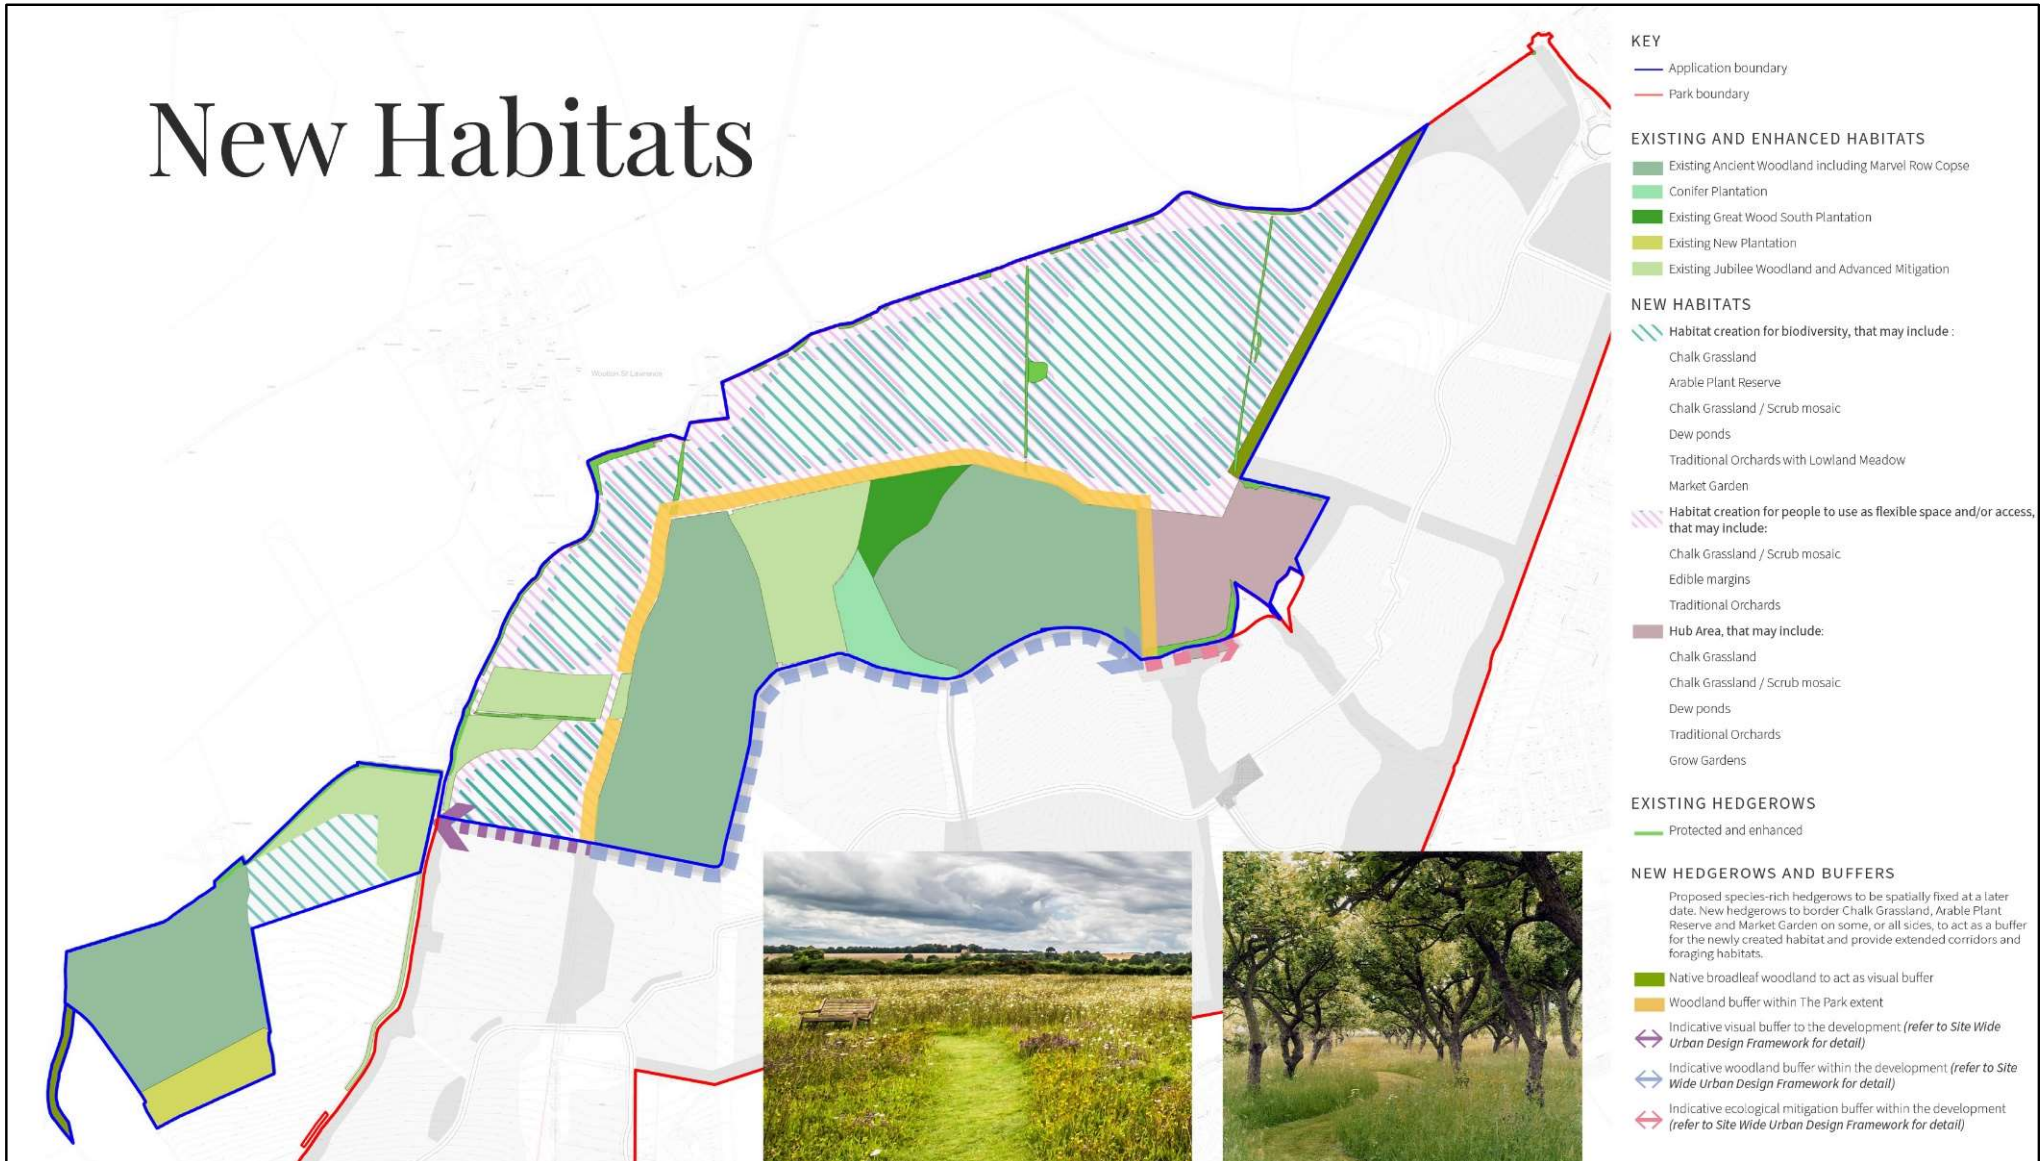 New Habitats
Wootton St Lawrence
KEY
Application boundary
Park boundary
EXISTING AND ENHANCED HABITATS
Existing Ancient Woodland including Marvel Row Copse
Conifer Plantation
Existing Great Wood South Plantation
Existing New Plantation
Existing Jubilee Woodland and Advanced Mitigation
NEW HABITATS
Habitat creation for biodiversity, that may include :
Chalk Grassland
Arable Plant Reserve
Chalk Grassland / Scrub mosaic
Dew ponds
Traditional Orchards with Lowland Meadow
Market Garden
Habitat creation for people to use as flexible space and/or access,
that may include:
Chalk Grassland / Scrub mosaic
Edible margins
Traditional Orchards
Hub Area, that may include:
Chalk Grassland
Chalk Grassland / Scrub mosaic
Dew ponds
Traditional Orchards
Grow Gardens
EXISTING HEDGEROWS
Protected and enhanced
NEW HEDGEROWS AND BUFFERS
Proposed species-rich hedgerows to be spatially fixed at a later
date. New hedgerows to border Chalk Grassland, Arable Plant
Reserve and Market Garden on some, or all sides, to act as a buffer
for the newly created habitat and provide extended corridors and
foraging habitats.
Native broadleaf woodland to act as visual buffer
Woodland buffer within The Park extent
Indicative visual buffer to the development (refer to Site Wide
Urban Design Framework for detail)
Indicative woodland buffer within the development (refer to Site
Wide Urban Design Framework for detail)
Indicative ecological mitigation buffer within the development
(refer to Site Wide Urban Design Framework for detail)